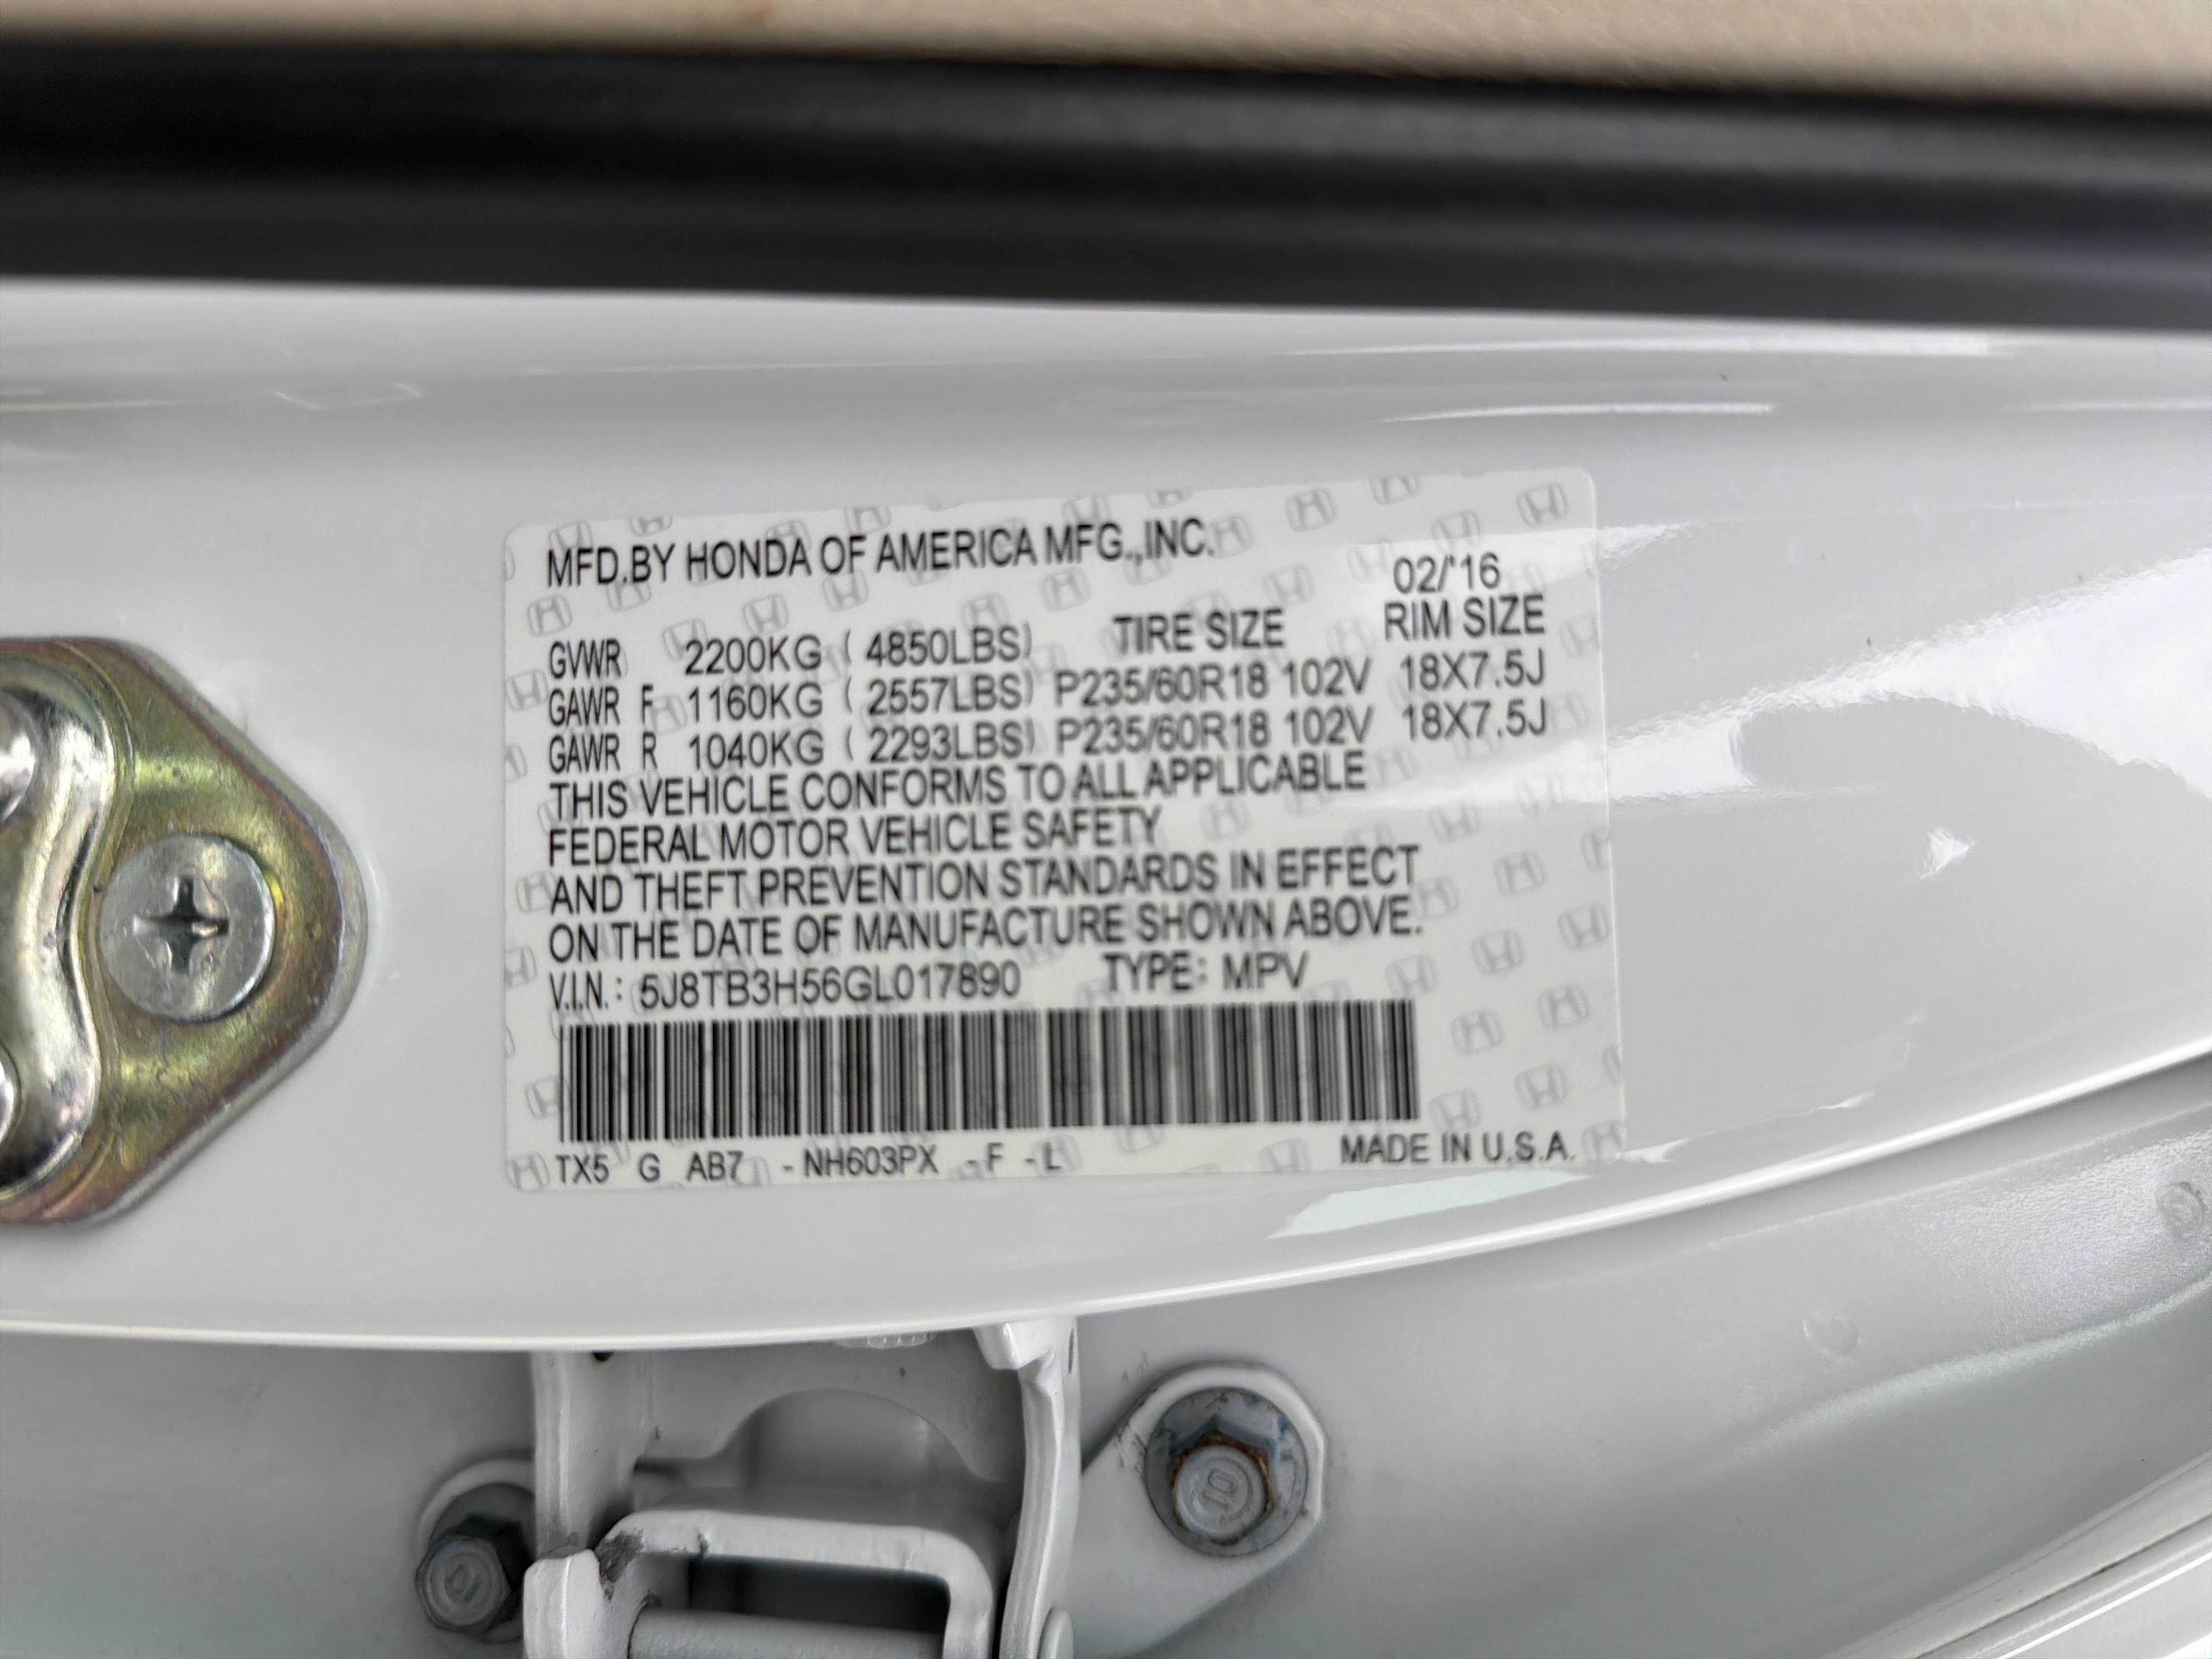 MFD.BY HONDA OF AMERICA MFG.,INC.
02/'16
GVWR 2200KG ( 4850LBS) TIRE SIZE RIM SIZE
GAWR F 1160KG ( 2557LBS) P235/60R18 102V 18X7.5J
GAWR R 1040KG ( 2293LBS) P235/60R18 102V 18X7.5J
THIS VEHICLE CONFORMS TO ALL APPLICABLE
FEDERAL MOTOR VEHICLE SAFETY
AND THEFT PREVENTION STANDARDS IN EFFECT
ON THE DATE OF MANUFACTURE SHOWN ABOVE.
V.I.N.: 5J8TB3H56GL017890 TYPE: MPV
TX5 G AB7 -NH603PX -F -L MADE IN U.S.A.
10
10